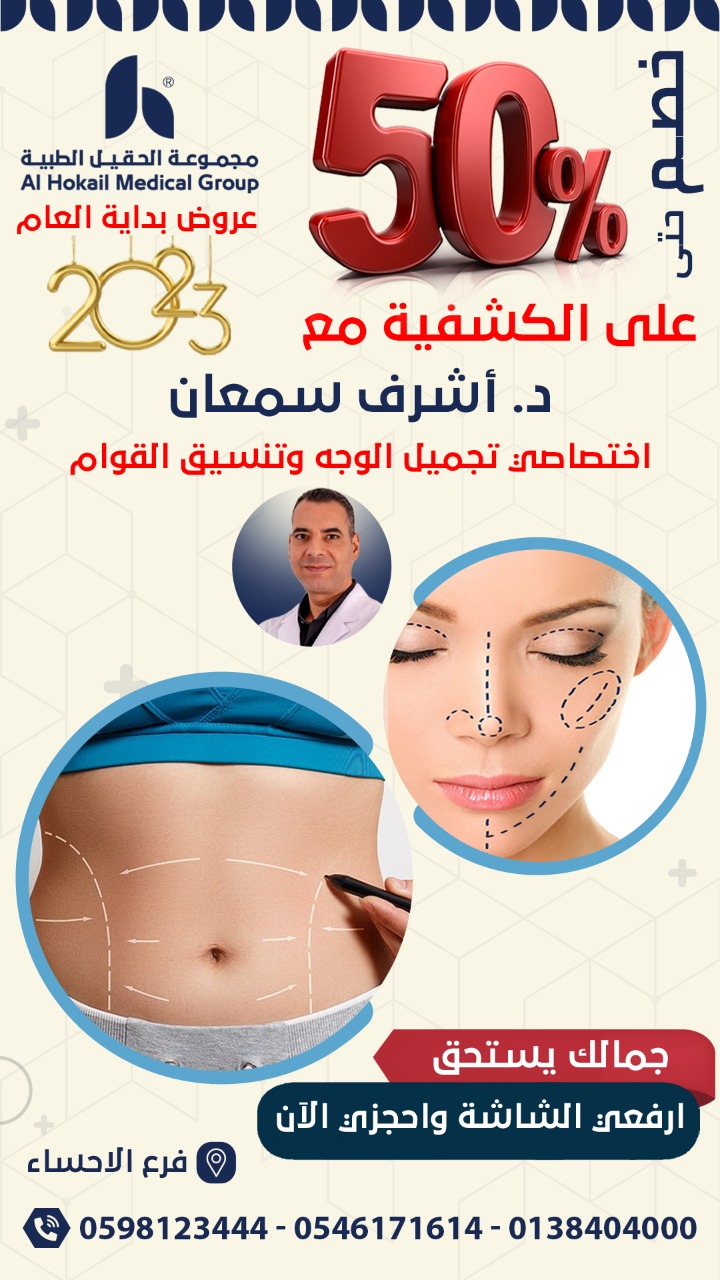 خصم حتى
50%
®
مجموعة الحقيل الطبية
Al Hokail Medical Group
عروض بداية العام
2023
على الكشفية مع
د. أشرف سمعان
اختصاصي تجميل الوجه وتنسيق القوام
جمالك يستحق
ارفعي الشاشة واحجزي الآن
فرع الاحساء
0598123444 - 0546171614 - 0138404000